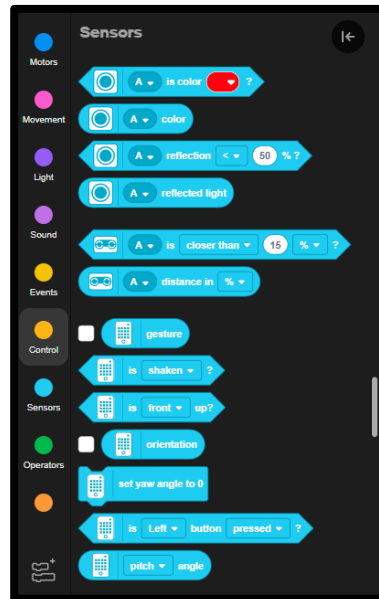 Sensors
Motors
Movement
Light
Sound
Events
Control
Sensors
Operators
A is color ?
A color
A reflection < 50 % ?
A reflected light
A is closer than 15 % ?
A distance in %
gesture
is shaken ?
is front up?
orientation
set yaw angle to 0
is Left button pressed ?
pitch angle